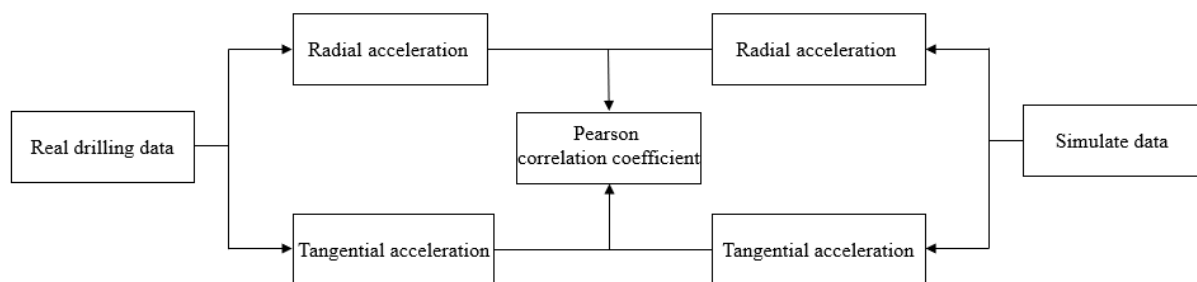 Radial acceleration
Radial acceleration
Real drilling data
Pearson
correlation coefficient
Simulate data
Tangential acceleration
Tangential acceleration